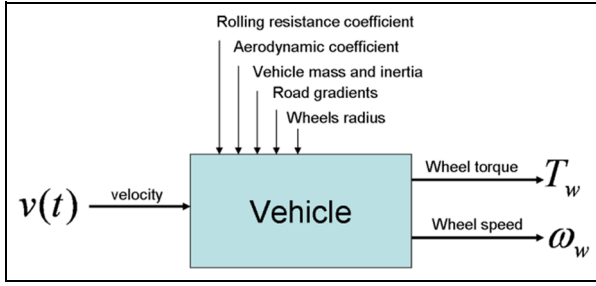 Rolling resistance coefficient
Aerodynamic coefficient
Vehicle mass and inertia
Road gradients
Wheels radius
v(t)
velocity
Vehicle
Wheel torque
T_w
Wheel speed
ω_w